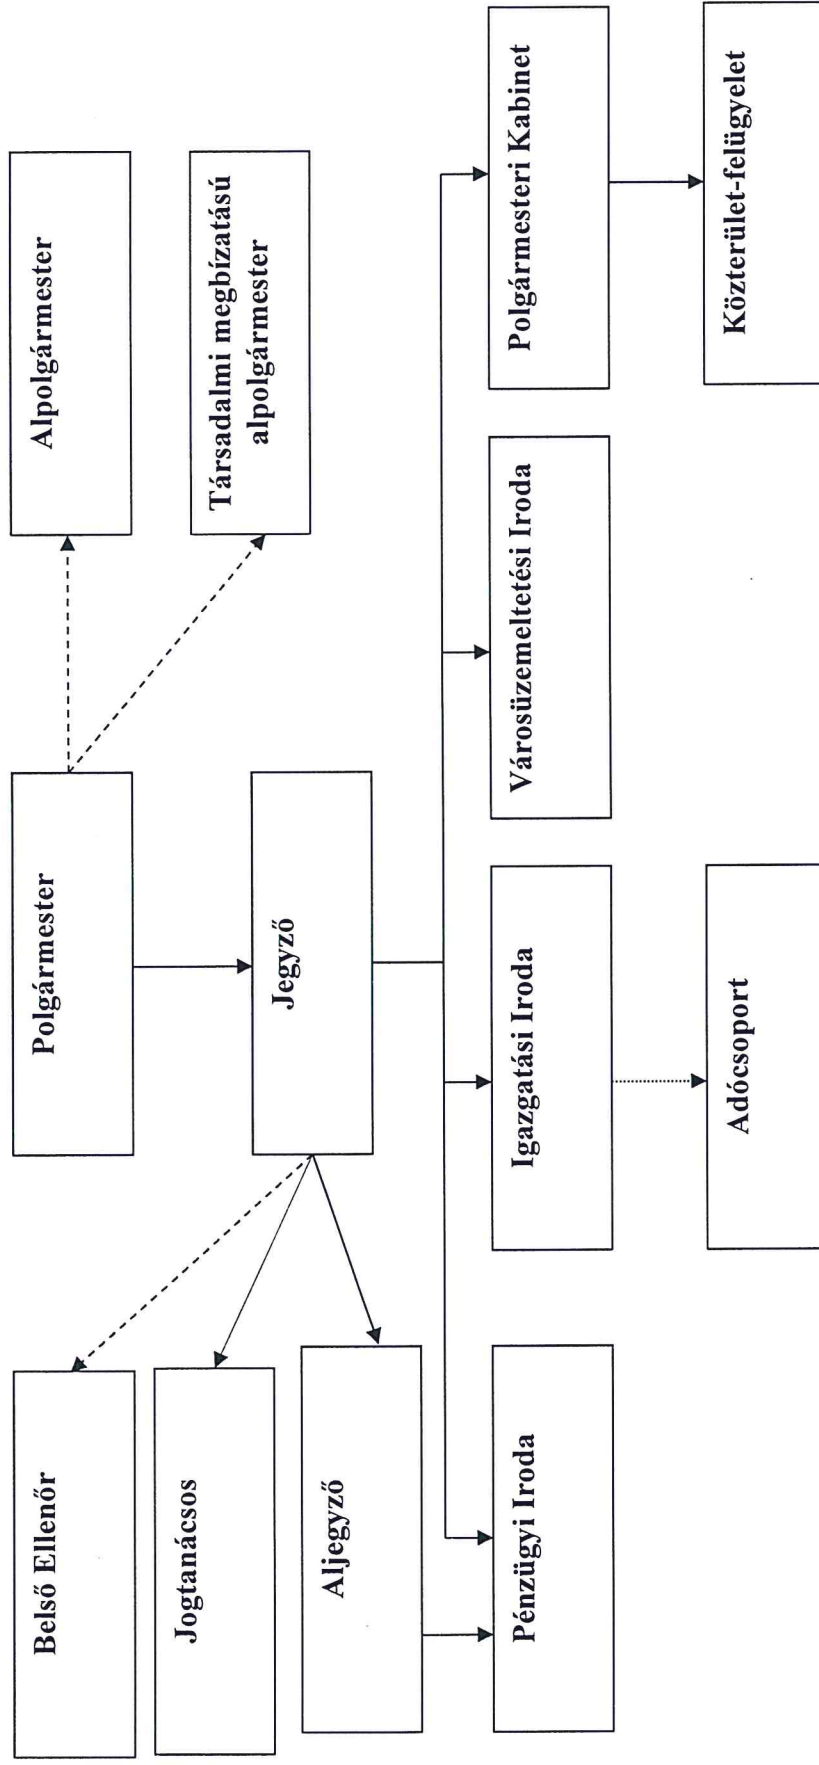 Belső Ellenőr
Polgármester
Alpolgármester
Jogtanácsos
Társadalmi megbízatású
alpolgármester
Aljegyző
Jegyző
Pénzügyi Iroda
Igazgatási Iroda
Városüzemeltetési Iroda
Polgármesteri Kabinet
Adócsoport
Közterület-felügyelet